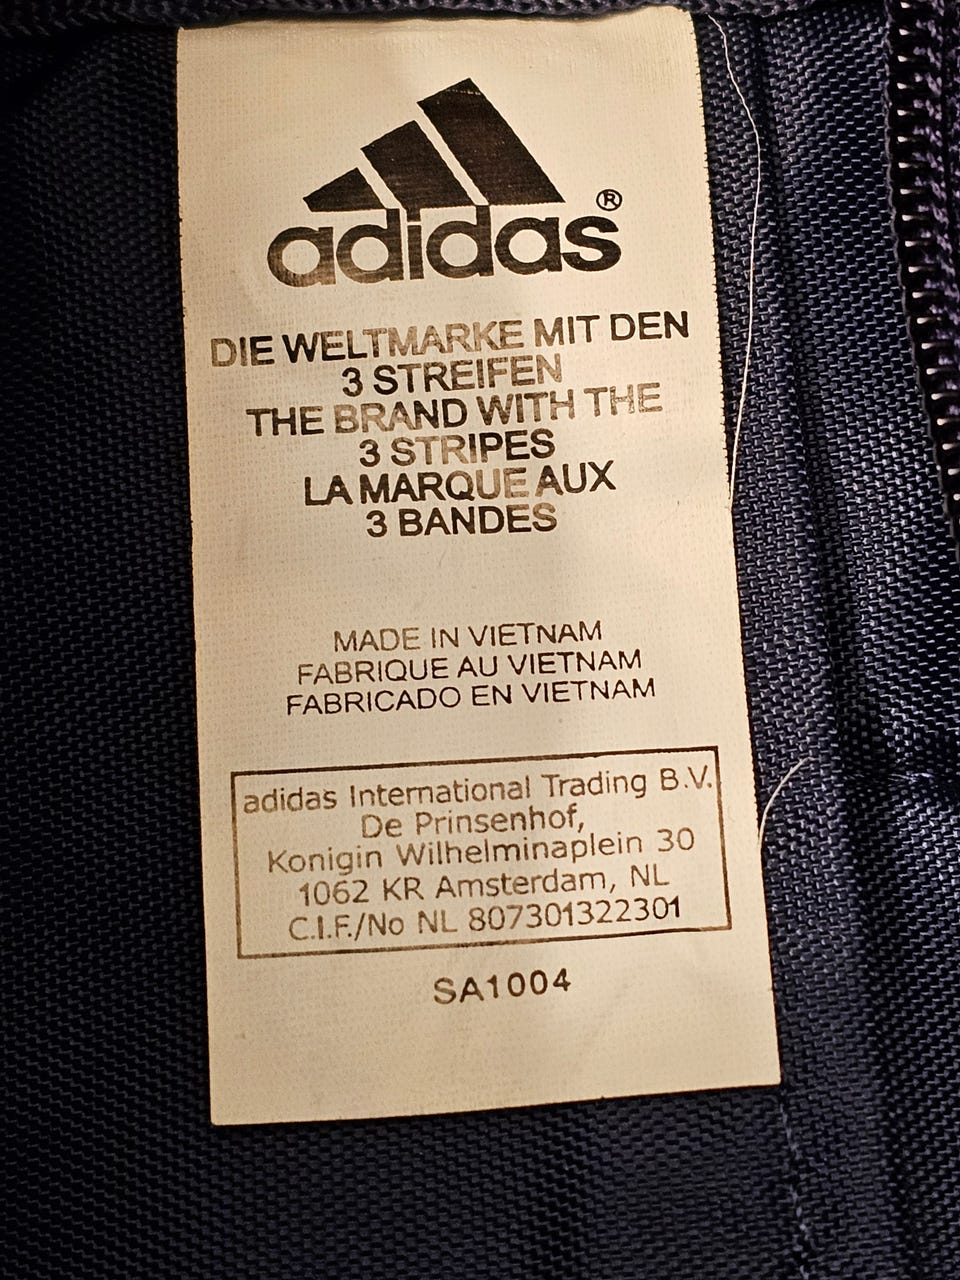 adidas®
DIE WELTMARKE MIT DEN
3 STREIFEN
THE BRAND WITH THE
3 STRIPES
LA MARQUE AUX
3 BANDES
MADE IN VIETNAM
FABRIQUE AU VIETNAM
FABRICADO EN VIETNAM
adidas International Trading B.V.
De Prinsenhof,
Konigin Wilhelminaplein 30
1062 KR Amsterdam, NL
C.I.F./No NL 807301322301
SA1004